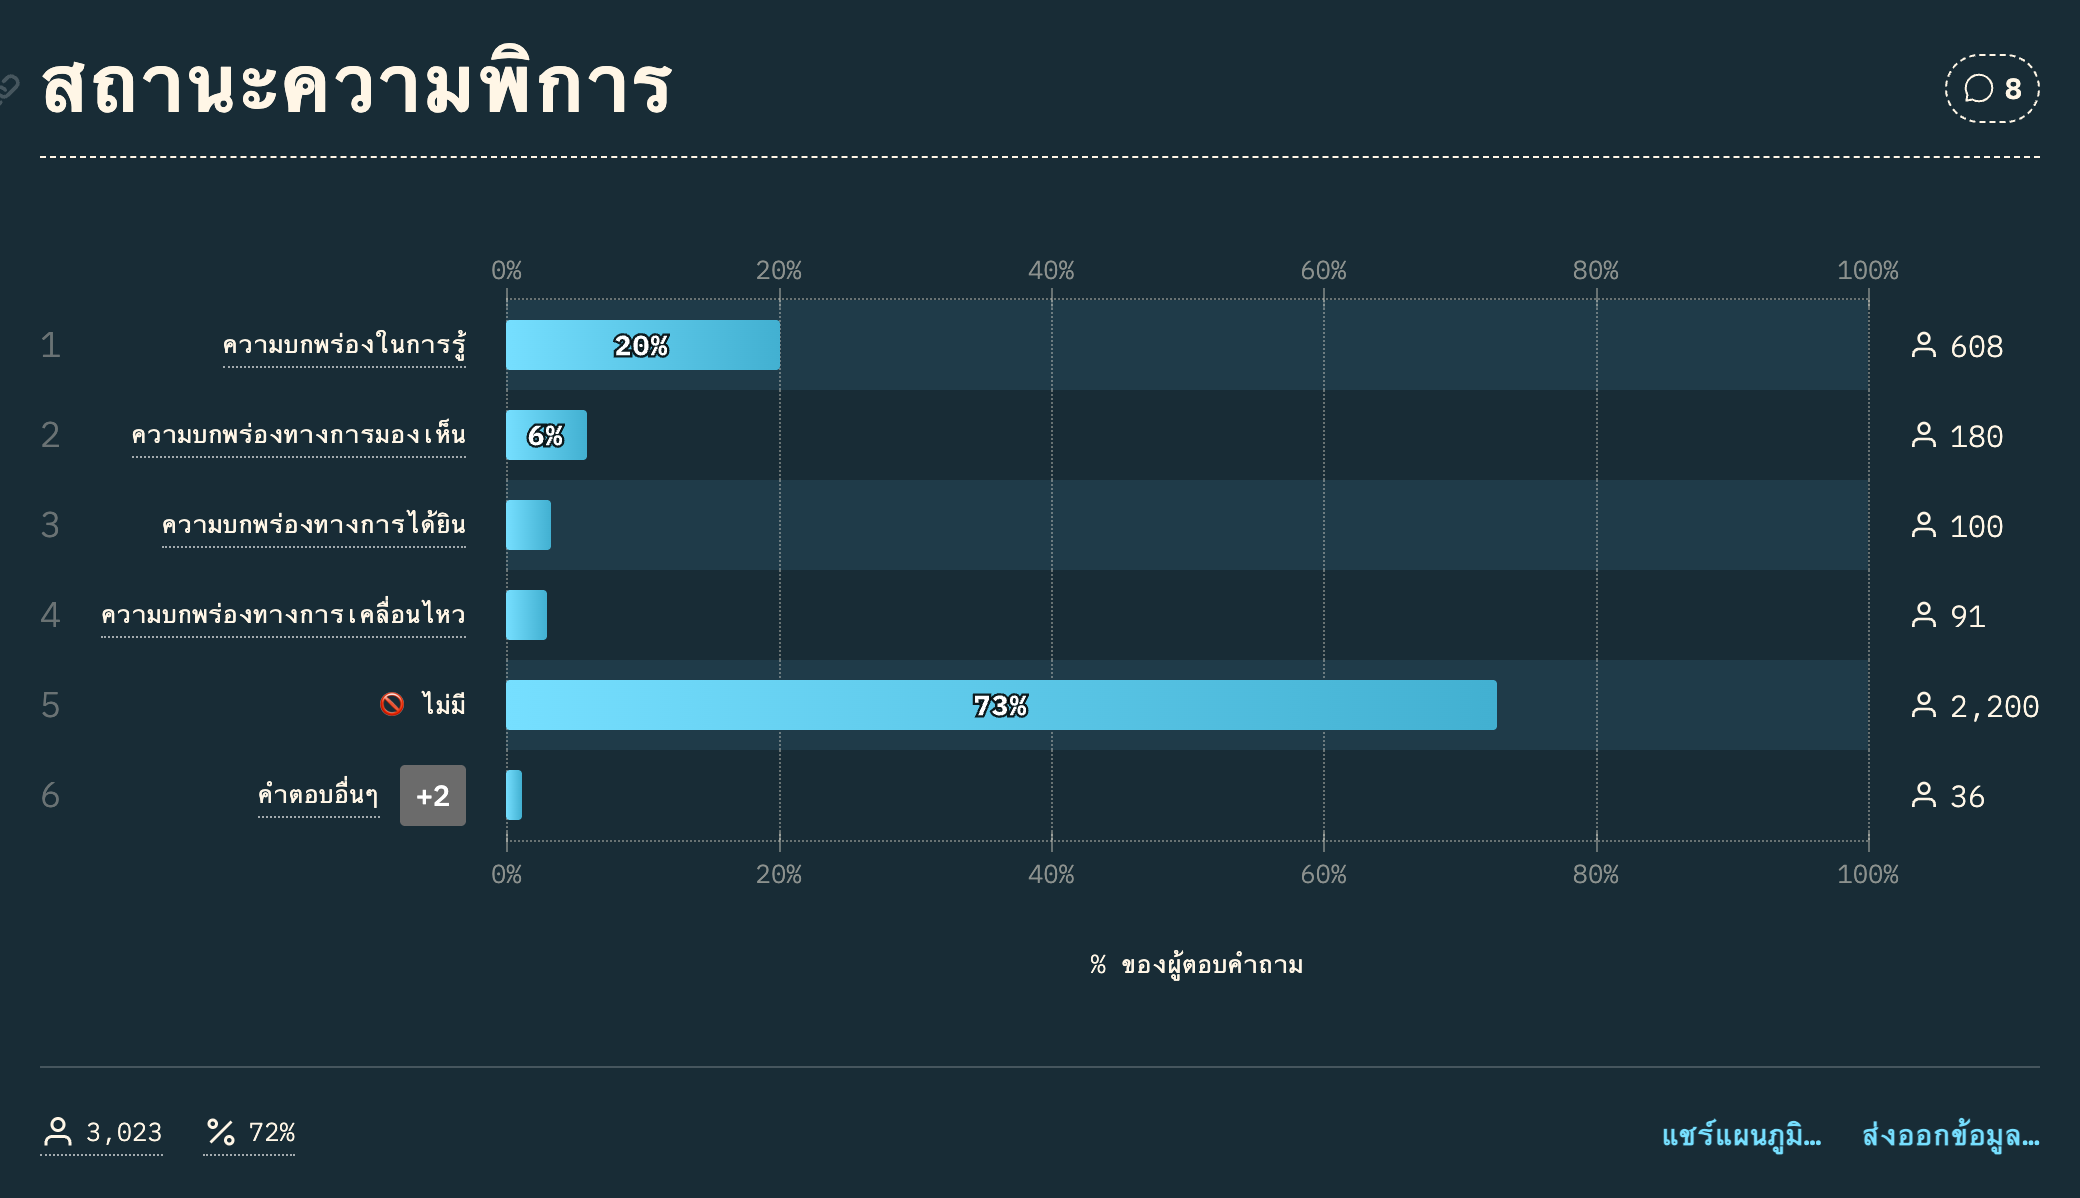 สถานะความพิการ
8
0% 20% 40% 60% 80% 100%
1 ความบกพร่องในการรู้ 20% 608
2 ความบกพร่องทางการมองเห็น 6% 180
3 ความบกพร่องทางการได้ยิน 100
4 ความบกพร่องทางการเคลื่อนไหว 91
5 ไม่มี 73% 2,200
6 คำตอบอื่นๆ +2 36
0% 20% 40% 60% 80% 100%
% ของผู้ตอบคำถาม
3,023 72% แชร์แผนภูมิ… ส่งออกข้อมูล…